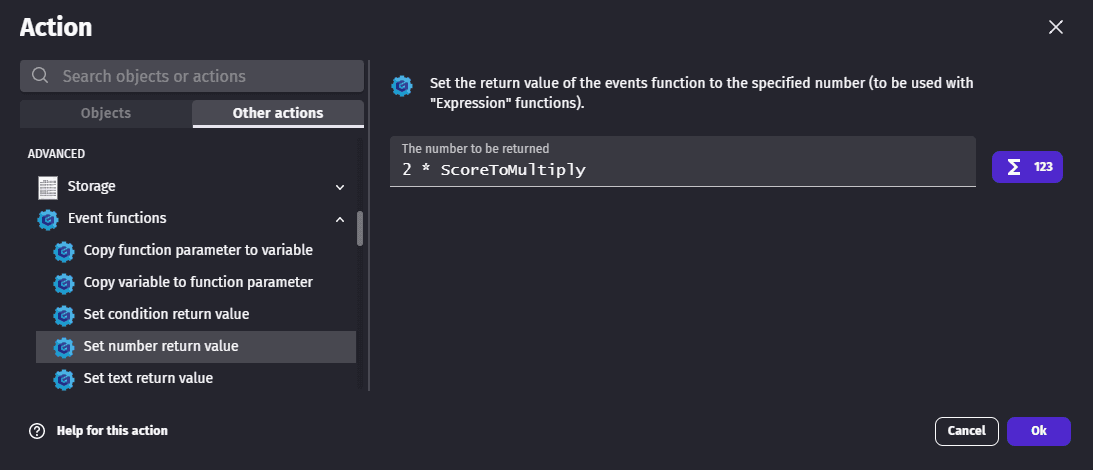 Action
Search objects or actions
Objects
Other actions
ADVANCED
Storage
Event functions
Copy function parameter to variable
Copy variable to function parameter
Set condition return value
Set number return value
Set text return value
Set the return value of the events function to the specified number (to be used with
"Expression" functions).
The number to be returned
2 * ScoreToMultiply
Σ 123
Help for this action
Cancel
Ok